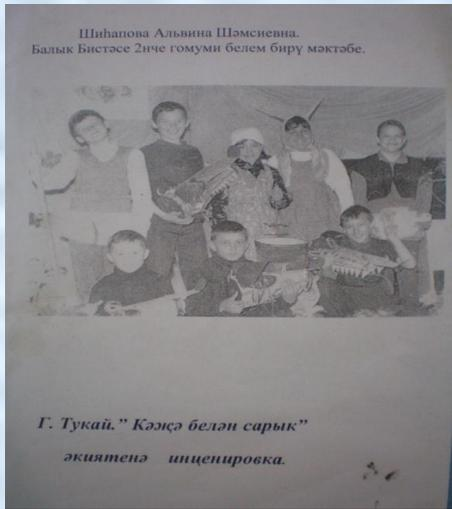 Шиһапова Альвина Шәмсиевна.
Балык Бистәсе 2нче гомуми белем бирү мәктәбе.
Г. Тукай.” Кәҗә белән сарык”
әкиятенә инценировка.